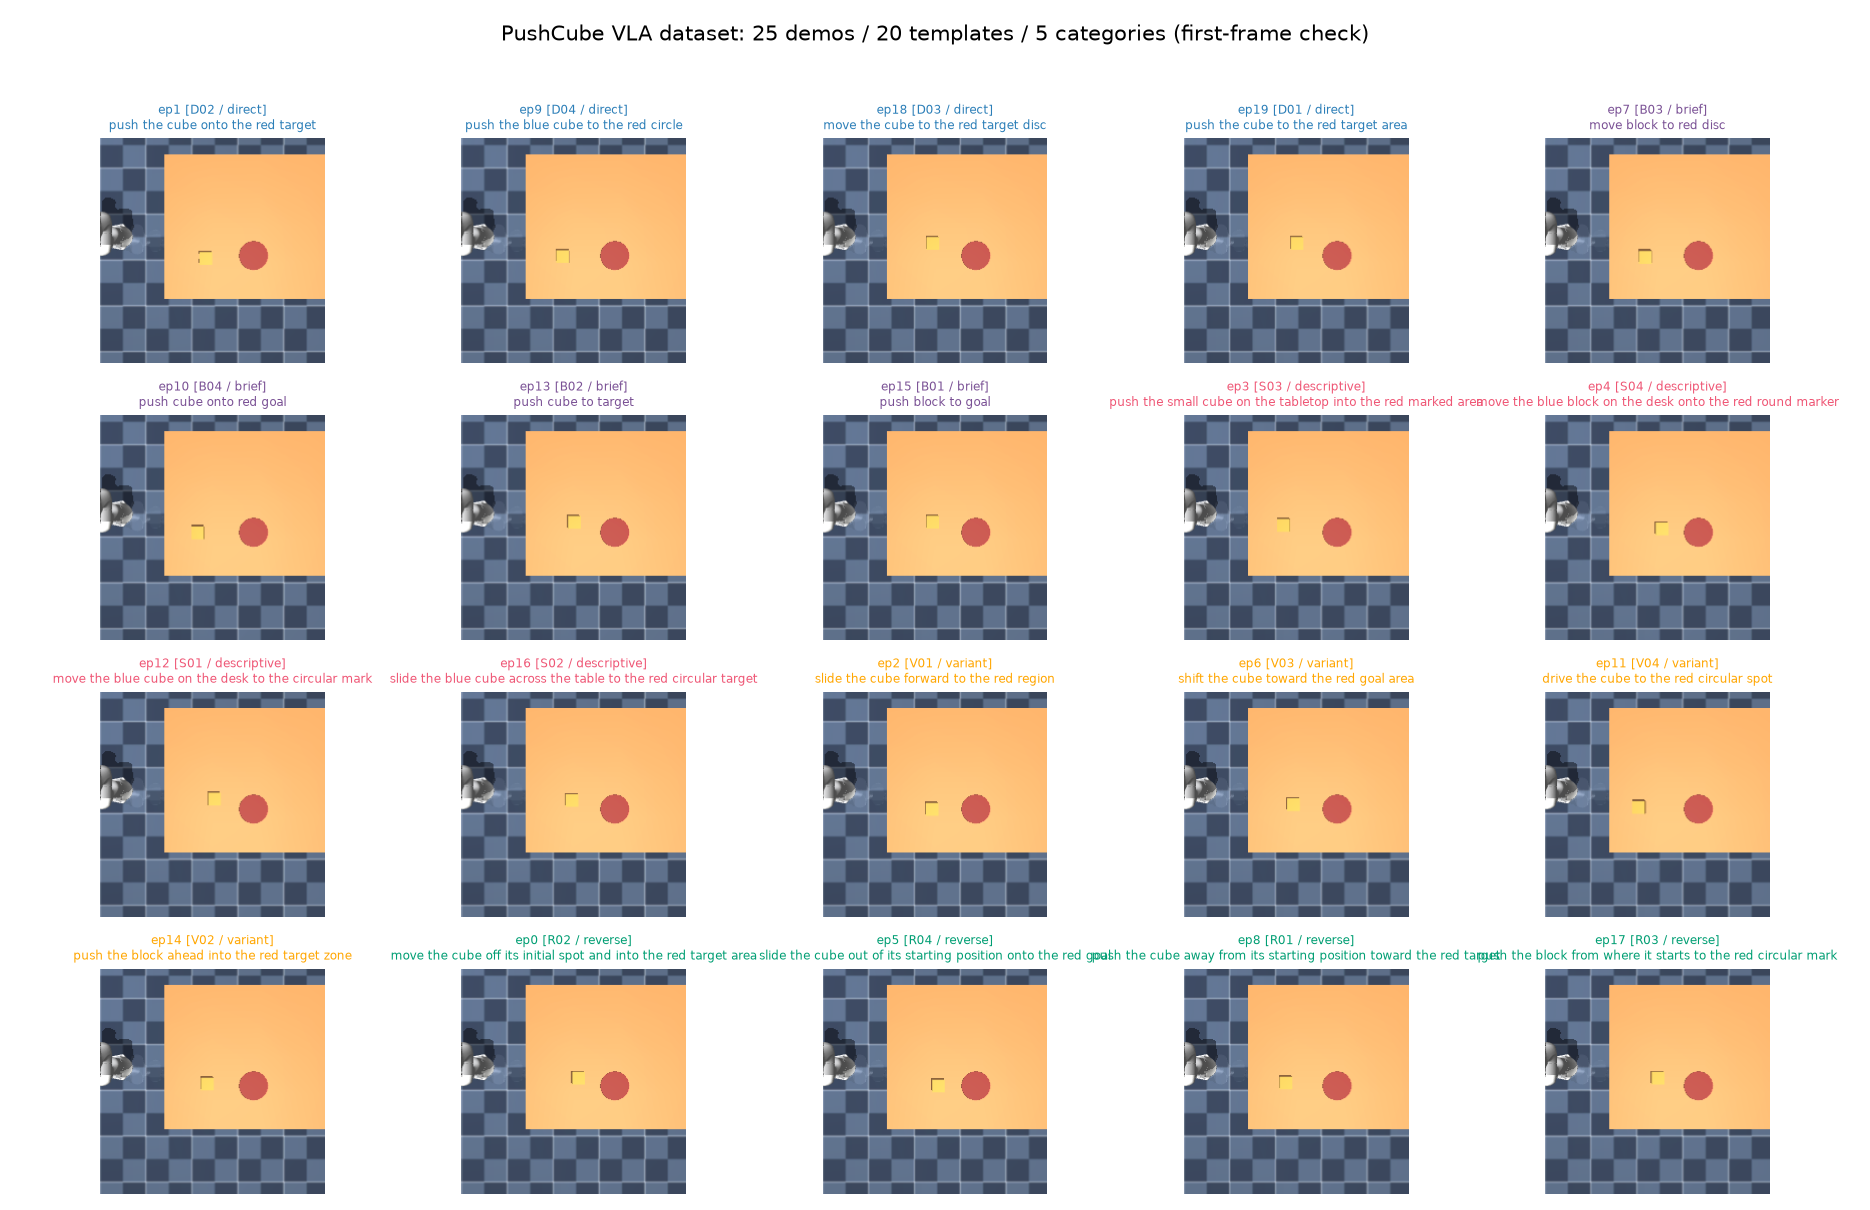 PushCube VLA dataset: 25 demos / 20 templates / 5 categories (first-frame check)
ep1 [D02 / direct]
push the cube onto the red target
ep9 [D04 / direct]
push the blue cube to the red circle
ep18 [D03 / direct]
move the cube to the red target disc
ep19 [D01 / direct]
push the cube to the red target area
ep7 [B03 / brief]
move block to red disc
ep10 [B04 / brief]
push cube onto red goal
ep13 [B02 / brief]
push cube to target
ep15 [B01 / brief]
push block to goal
ep3 [S03 / descriptive]
push the small cube on the tabletop into the red marked area
ep4 [S04 / descriptive]
move the blue block on the desk onto the red round marker
ep12 [S01 / descriptive]
move the blue cube on the desk to the circular mark
ep16 [S02 / descriptive]
slide the blue cube across the table to the red circular target
ep2 [V01 / variant]
slide the cube forward to the red region
ep6 [V03 / variant]
shift the cube toward the red goal area
ep11 [V04 / variant]
drive the cube to the red circular spot
ep14 [V02 / variant]
push the block ahead into the red target zone
ep0 [R02 / reverse]
move the cube off its initial spot and into the red target area
ep5 [R04 / reverse]
slide the cube out of its starting position onto the red goal
ep8 [R01 / reverse]
push the cube away from its starting position toward the red target
ep17 [R03 / reverse]
push the block from where it starts to the red circular mark